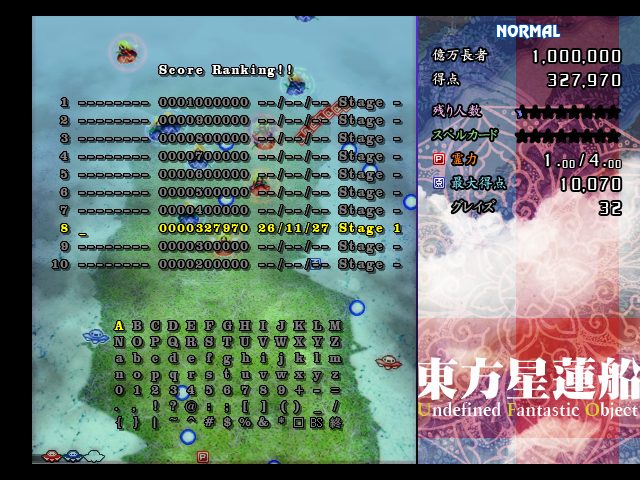 NORMAL
億万長者 1,000,000
得点 327,970
残り人数
スペルカード
P 霊力 1.00/4.00
最大得点 10,070
グレイズ 32
Score Ranking!!
1 -------- 0001000000 --/--/-- Stage -
2 -------- 0000900000 --/--/-- Stage -
3 -------- 0000800000 --/--/-- Stage -
4 -------- 0000700000 --/--/-- Stage -
5 -------- 0000600000 --/--/-- Stage -
6 -------- 0000500000 --/--/-- Stage -
7 -------- 0000400000 --/--/-- Stage -
8 _ 0000327970 26/11/27 Stage 1
9 -------- 0000300000 --/--/-- Stage -
10 -------- 0000200000 --/--/-- Stage -
A B C D E F G H I J K L M
N O P Q R S T U V W X Y Z
a b c d e f g h i j k l m
n o p q r s t u v w x y z
0 1 2 3 4 5 6 7 8 9 + - =
. , ! ? @ : ; [ ] ( ) _ /
{ } | ~ ^ # $ % & * □ BS 終
P
東方星蓮船
Undefined Fantastic Object